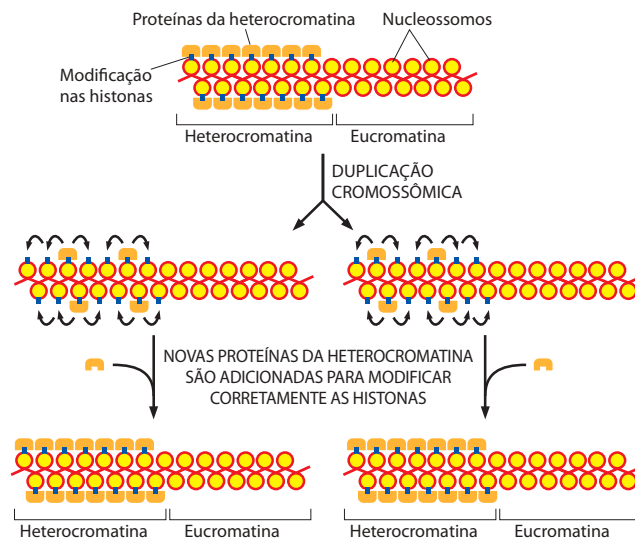 Proteínas da heterocromatina
Nucleossomos
Modificação
nas histonas
Heterocromatina
Eucromatina
DUPLICAÇÃO
CROMOSSÔMICA
NOVAS PROTEÍNAS DA HETEROCROMATINA
SÃO ADICIONADAS PARA MODIFICAR
CORRETAMENTE AS HISTONAS
Heterocromatina
Eucromatina
Heterocromatina
Eucromatina